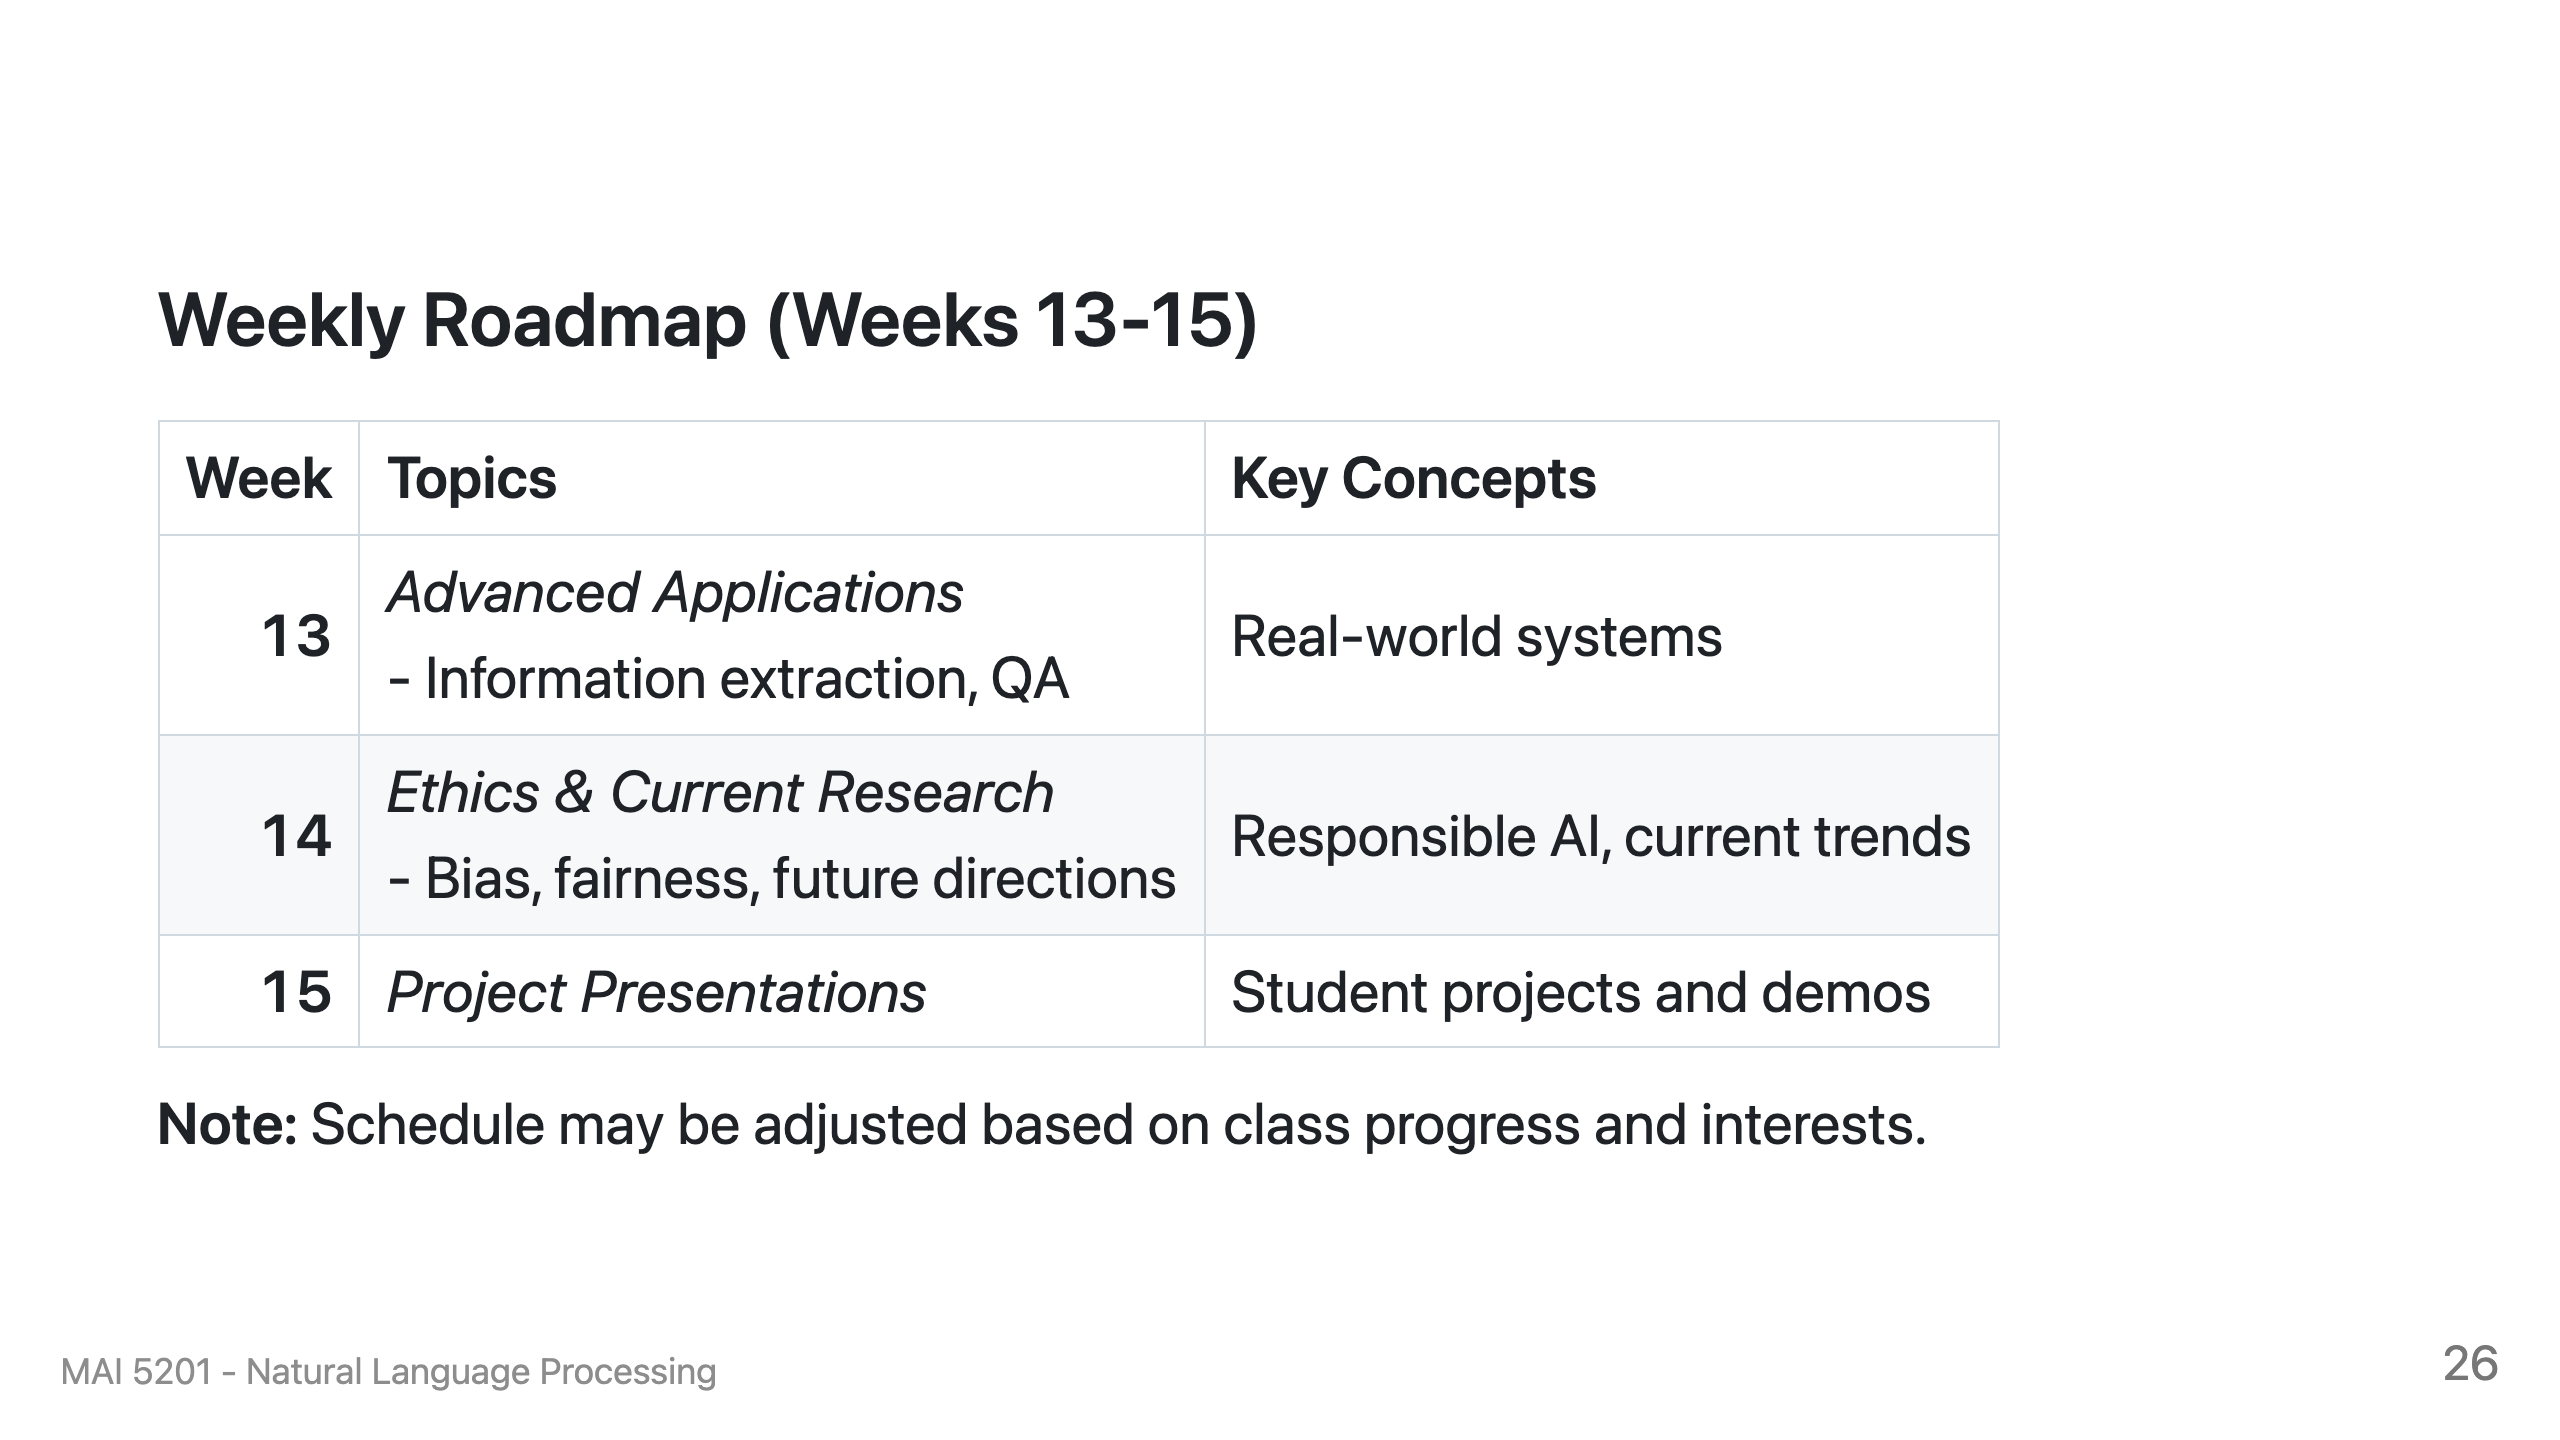 Weekly Roadmap (Weeks 13-15)
Week Topics Key Concepts
13 Advanced Applications
- Information extraction, QA
Real-world systems
14 Ethics & Current Research
- Bias, fairness, future directions
Responsible AI, current trends
15 Project Presentations Student projects and demos
Note: Schedule may be adjusted based on class progress and interests.
MAI 5201 - Natural Language Processing
26